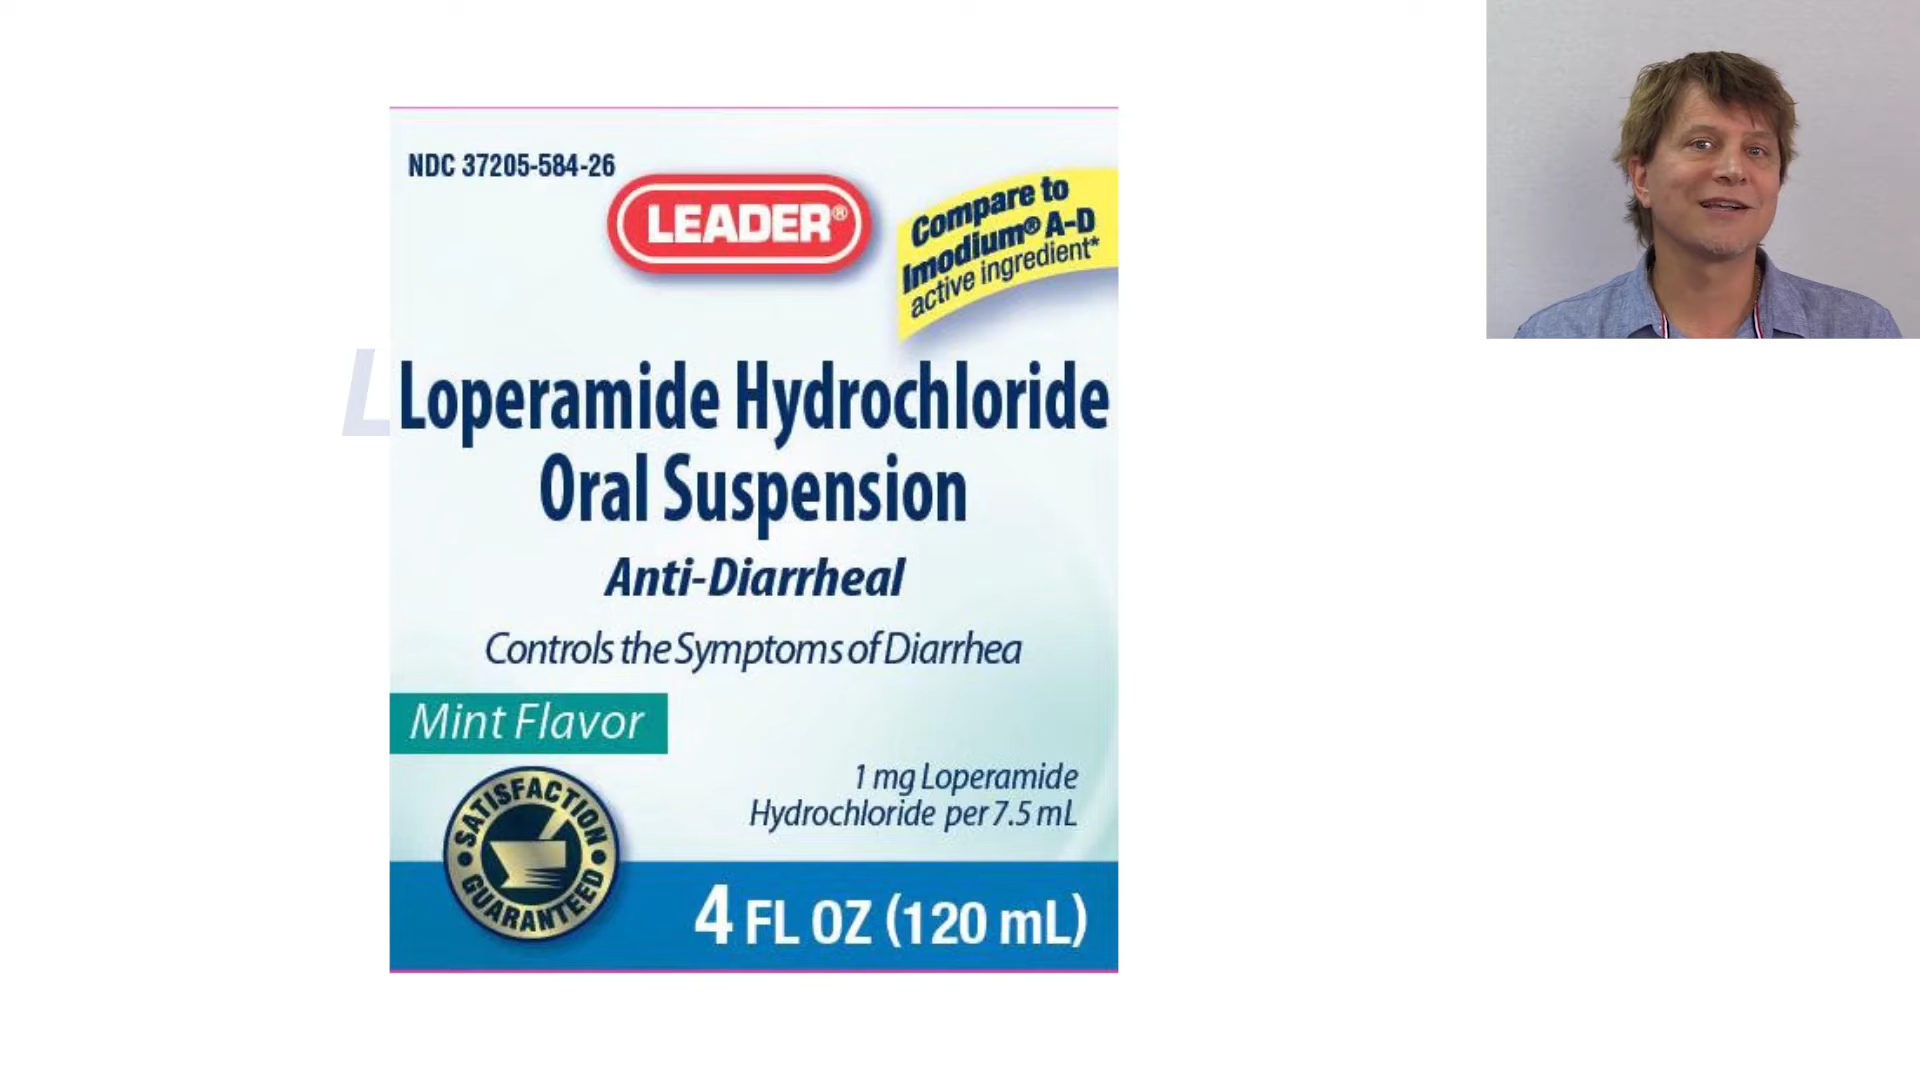 NDC 37205-584-26
LEADER®
Compare to
Imodium® A-D
active ingredient*
L
Loperamide Hydrochloride
Oral Suspension
Anti-Diarrheal
Controls the Symptoms of Diarrhea
Mint Flavor
1 mg Loperamide
Hydrochloride per 7.5 mL
SATISFACTION
GUARANTEED
4 FL OZ (120 mL)